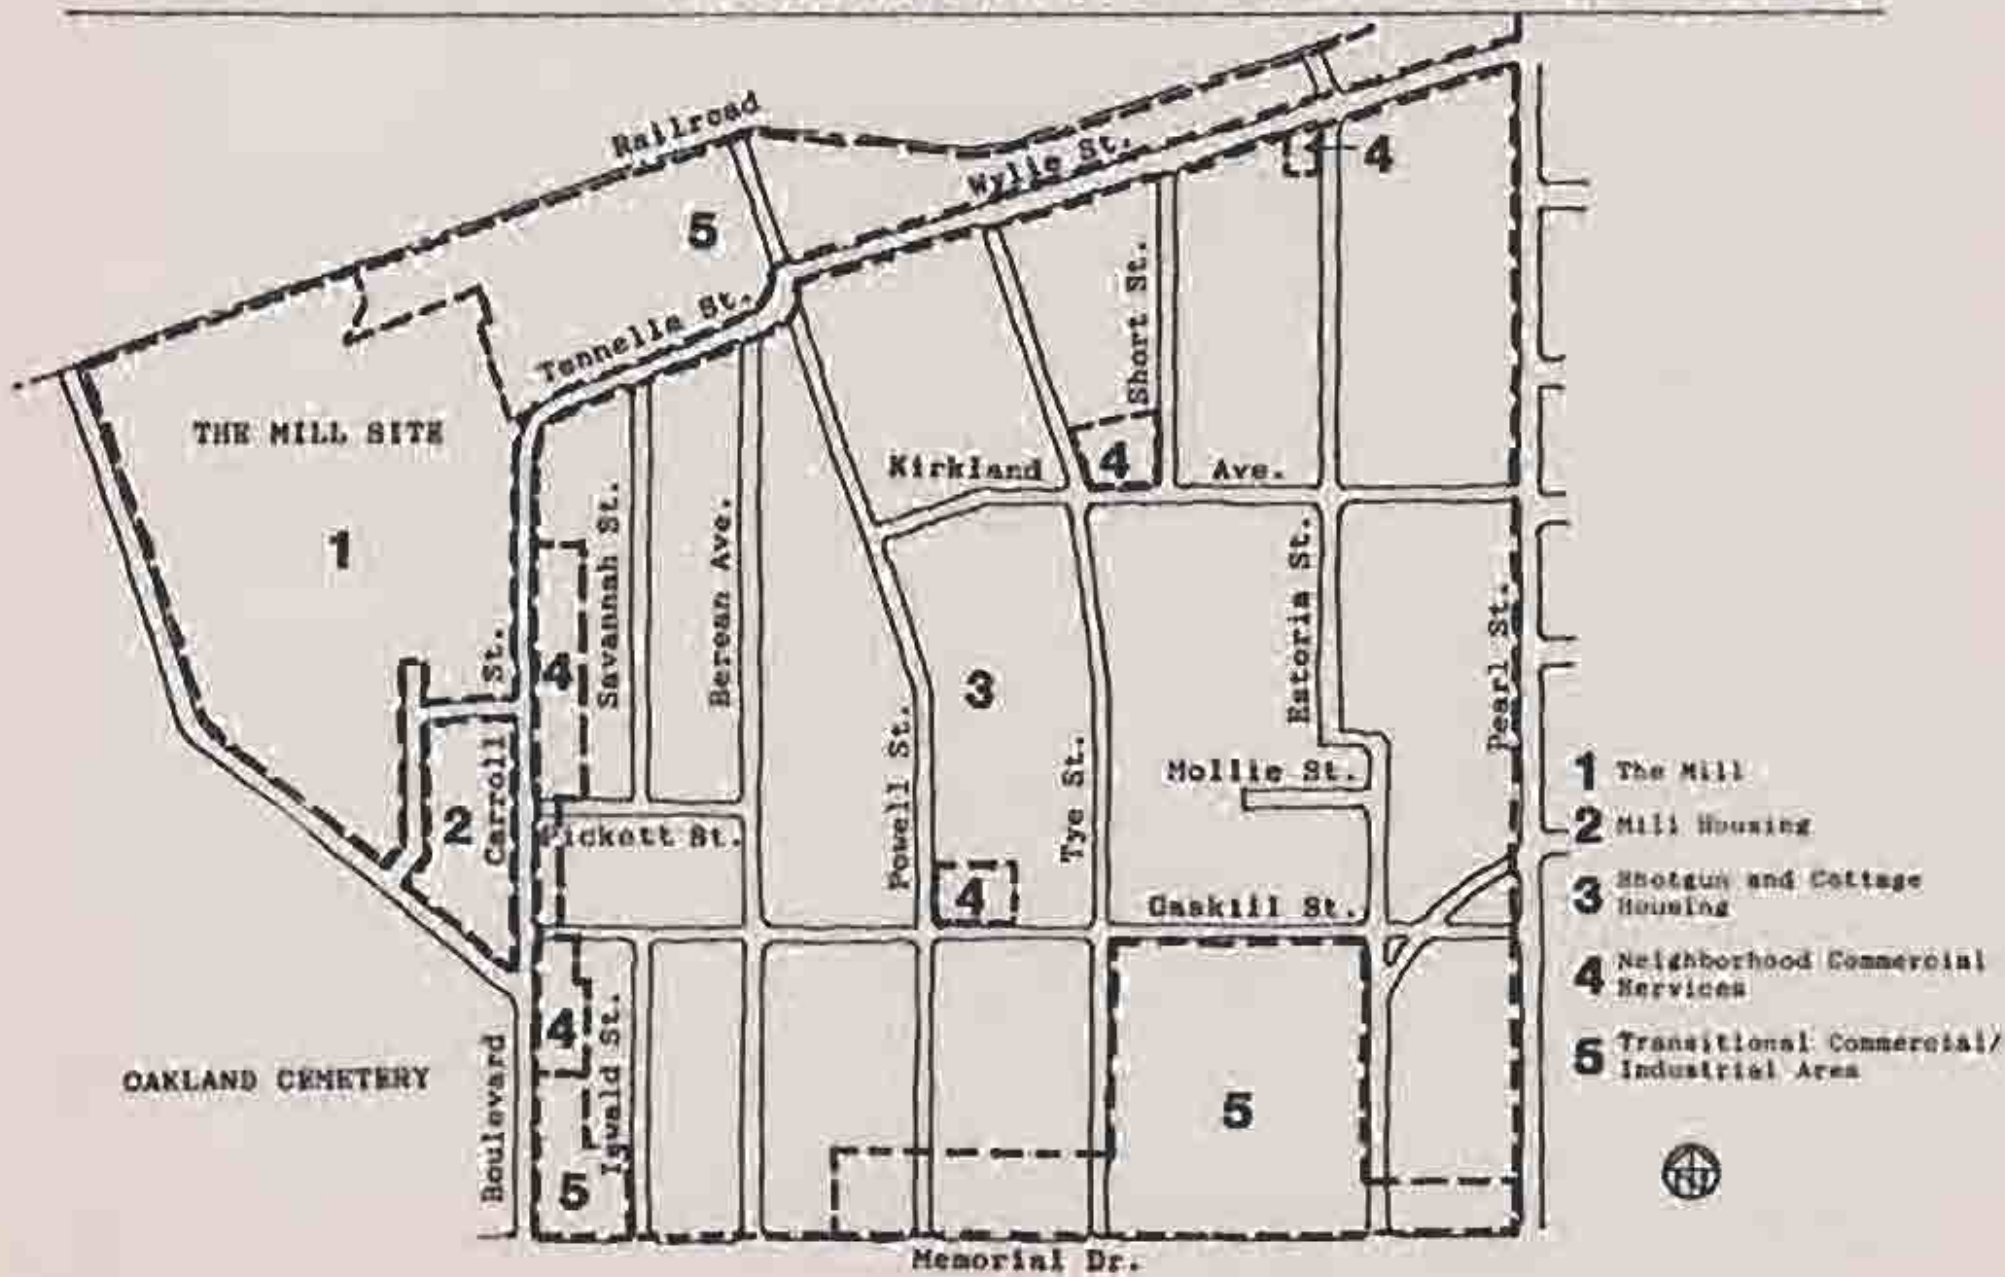 Railroad
Wylie St.
4
5
Tennelle St.
Short St.
THE MILL SITE
Kirkland
4
Ave.
1
Savannah St.
Berean Ave.
Estoria St.
Pearl St.
4
3
Carroll St.
Powell St.
Tye St.
Mollie St.
2
Pickett St.
4
Gaskill St.
4
OAKLAND CEMETERY
Boulevard
Iswald St.
5
5
Memorial Dr.
1 The Mill
2 Mill Housing
3 Shotgun and Cottage
Housing
4 Neighborhood Commercial
Services
5 Transitional Commercial/
Industrial Area